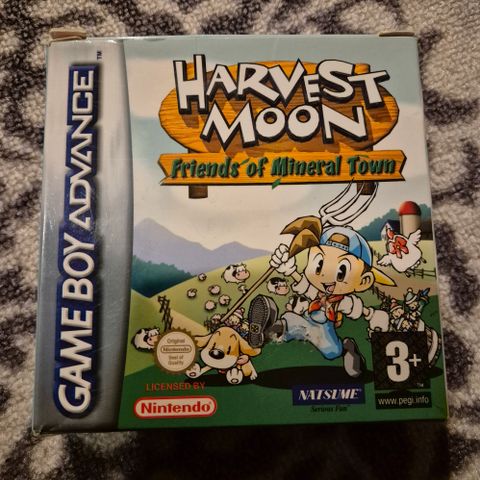 GAME BOY ADVANCE™
HARVEST
MOON
Friends of Mineral Town
Original
Nintendo
Seal of
Quality
LICENSED BY
Nintendo
NATSUME
Serious Fun
3+
www.pegi.info